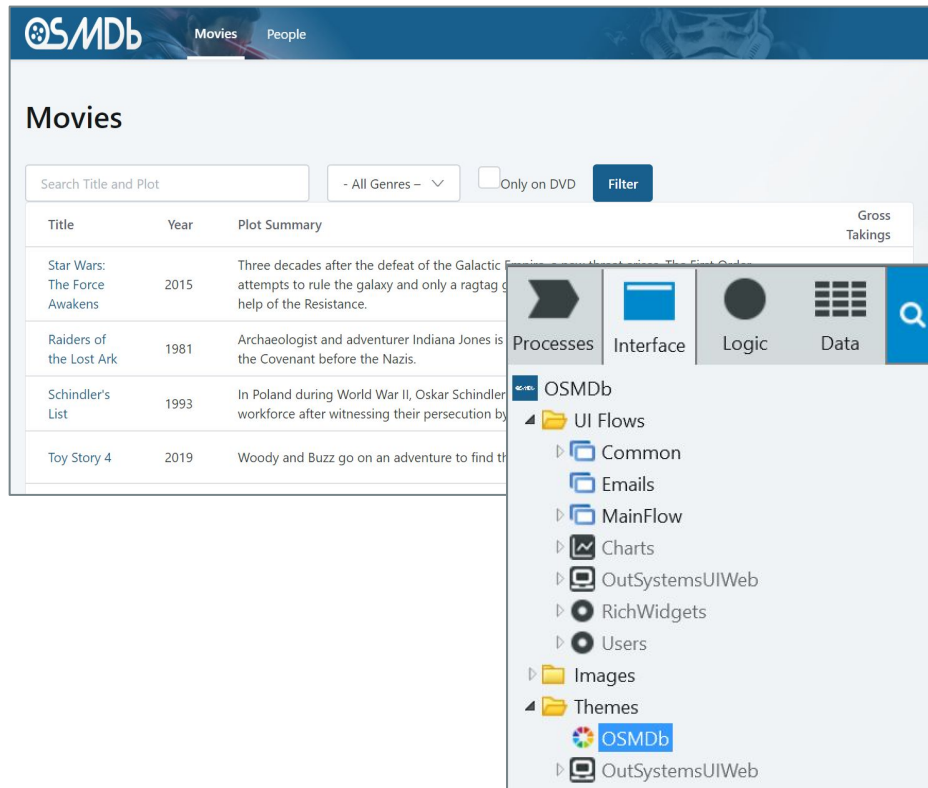 OSMDb
Movies People
Movies
Search Title and Plot - All Genres – Only on DVD Filter
Title Year Plot Summary Gross
Takings
Star Wars:
The Force
Awakens
2015
Three decades after the defeat of the Galactic Empire, a new threat arises. The First Order
attempts to rule the galaxy and only a ragtag
help of the Resistance.
Raiders of
the Lost Ark
1981
Archaeologist and adventurer Indiana Jones is
the Covenant before the Nazis.
Schindler's
List
1993
In Poland during World War II, Oskar Schindler
workforce after witnessing their persecution by
Toy Story 4 2019 Woody and Buzz go on an adventure to find
Processes Interface Logic Data
OSMDb
UI Flows
Common
Emails
MainFlow
Charts
OutSystemsUIWeb
RichWidgets
Users
Images
Themes
OSMDb
OutSystemsUIWeb